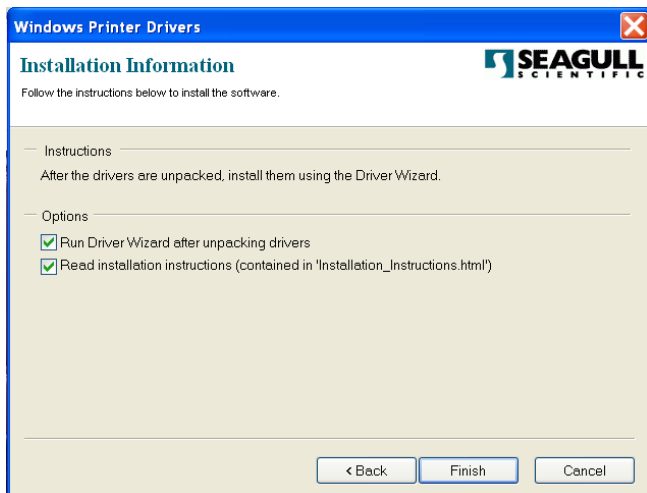 Windows Printer Drivers
Installation Information
SEAGULL
SCIENTIFIC
Follow the instructions below to install the software.
Instructions
After the drivers are unpacked, install them using the Driver Wizard.
Options
Run Driver Wizard after unpacking drivers
Read installation instructions (contained in 'Installation_Instructions.html')
< Back Finish Cancel